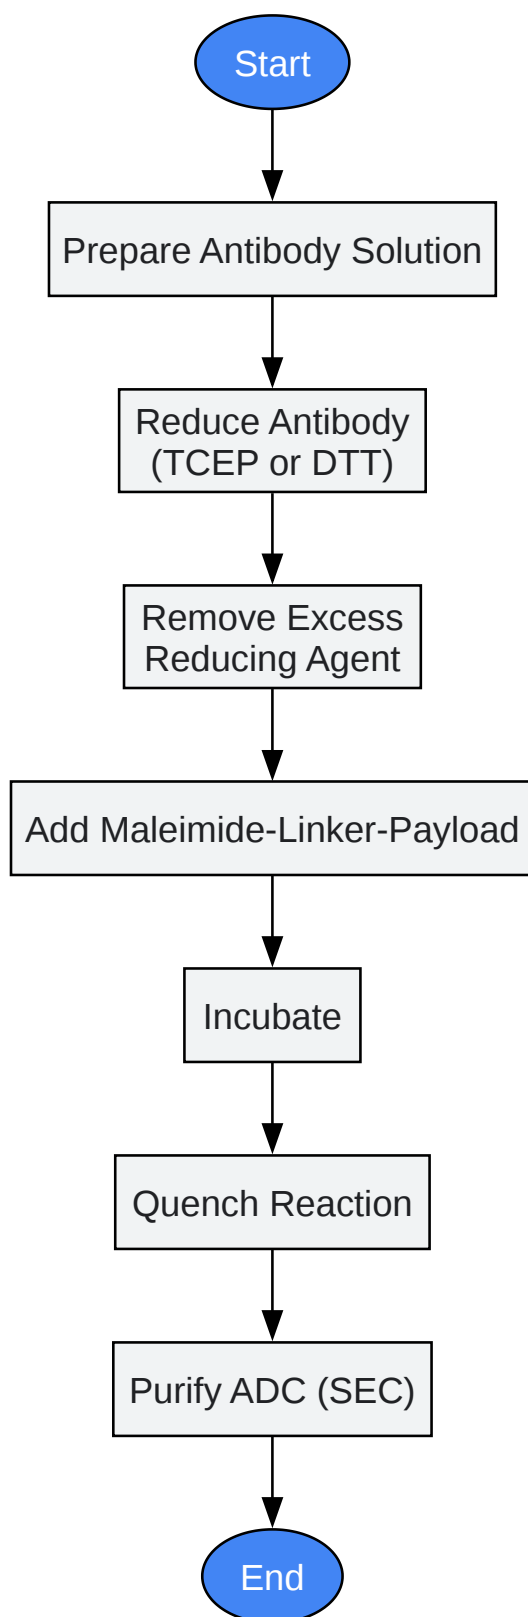 Start
Prepare Antibody Solution
Reduce Antibody
(TCEP or DTT)
Remove Excess
Reducing Agent
Add Maleimide-Linker-Payload
Incubate
Quench Reaction
Purify ADC (SEC)
End